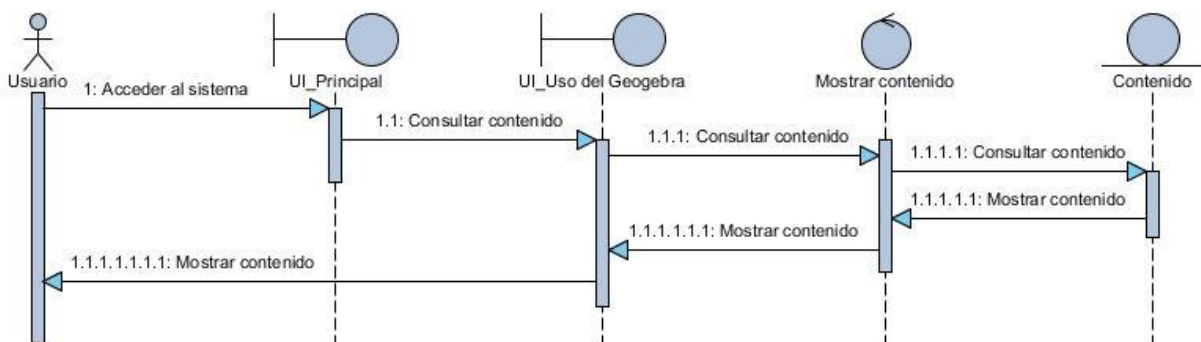 Usuario
UI_Principal
UI_Uso del Geogebra
Mostrar contenido
Contenido
1: Acceder al sistema
1.1: Consultar contenido
1.1.1: Consultar contenido
1.1.1.1: Consultar contenido
1.1.1.1.1: Mostrar contenido
1.1.1.1.1.1: Mostrar contenido
1.1.1.1.1.1.1: Mostrar contenido